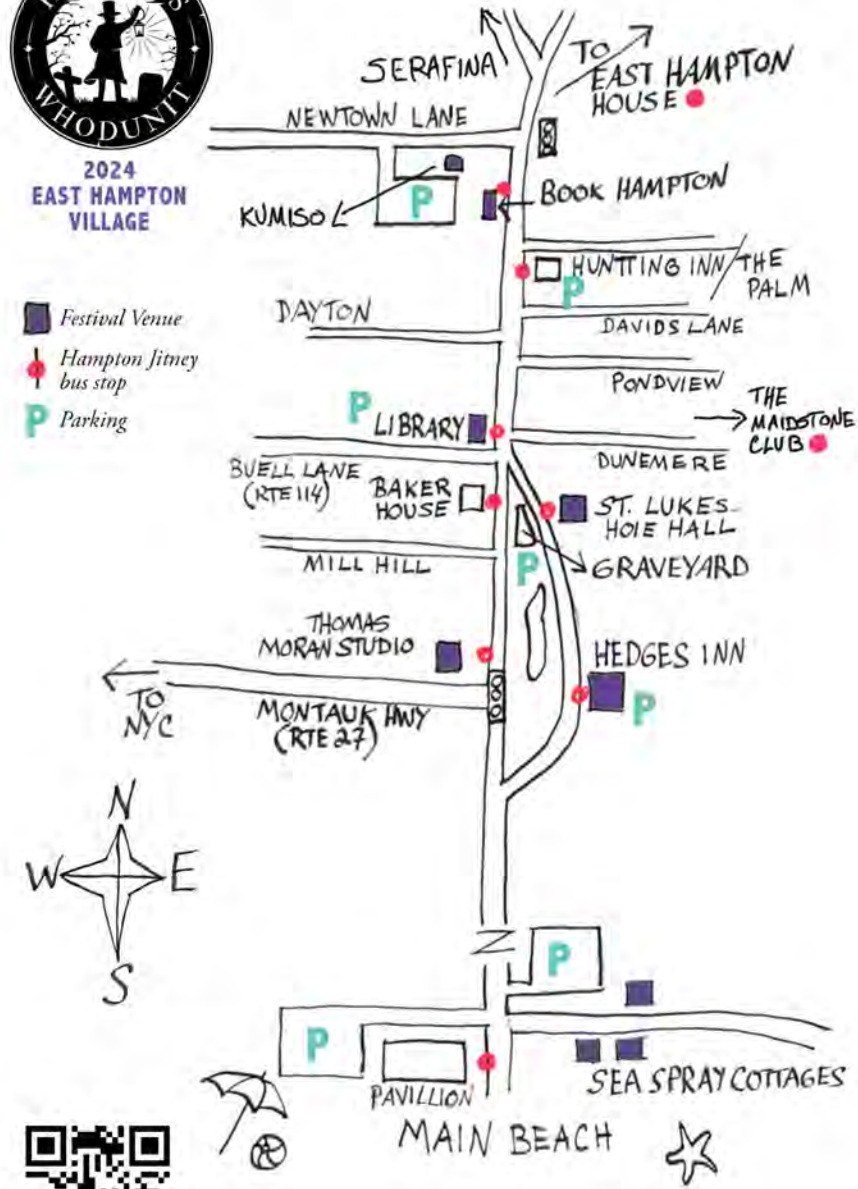 WHODUNIT
2024
EAST HAMPTON
VILLAGE
Festival Venue
Hampton Jitney
bus stop
P Parking
SERAFINA
TO
EAST HAMPTON
HOUSE
NEWTOWN LANE
KUMISO
P
BOOK HAMPTON
HUNTTING INN/THE
PALM
P
DAYTON
DAVIDS LANE
PONDVIEW
THE
MAIDSTONE
CLUB
P
LIBRARY
DUNEMERE
BUELL LANE
(RTE 114)
BAKER
HOUSE
ST. LUKES
HOIE HALL
GRAVEYARD
P
MILL HILL
THOMAS
MORAN STUDIO
HEDGES INN
P
TO
NYC
MONTAUK HWY
(RTE 27)
N
W E
S
P
P
PAVILLION
SEA SPRAY COTTAGES
MAIN BEACH